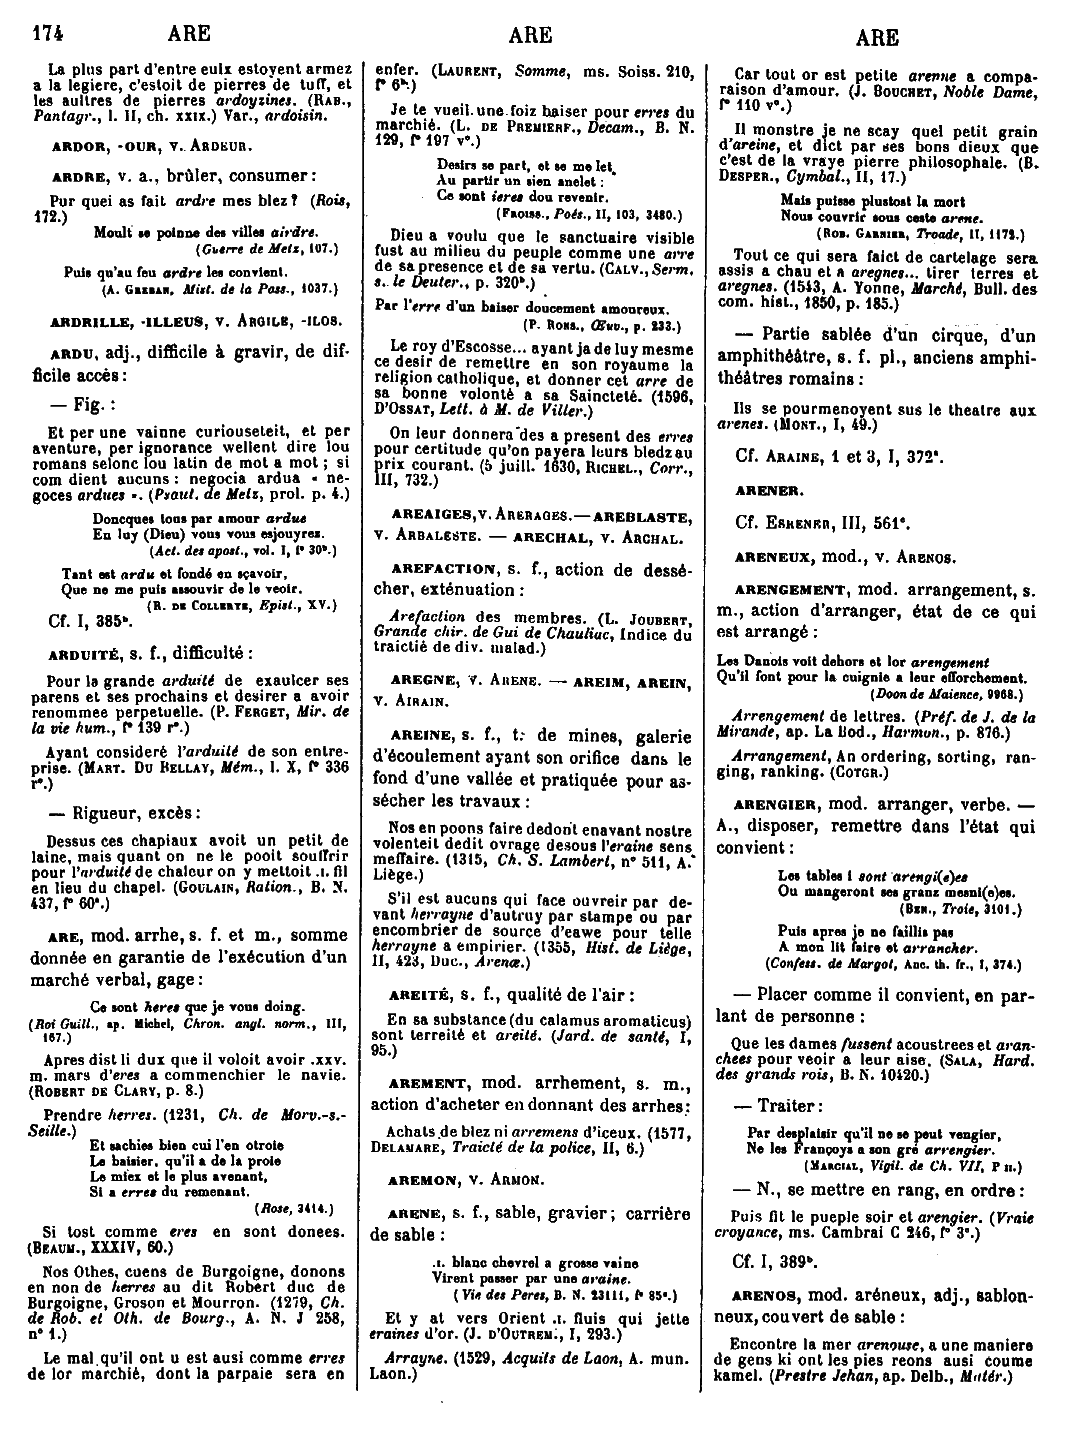 174 ARE ARE ARE
La plus part d'entre eulx estoyent armez
a la legiere, c'estoit de pierres de tuff, et
les aultres de pierres ardoyzines. (RAB.,
Pantagr., l. II, ch. XXIX.) Var., ardoisin.
ARDOR, -OUR, V. ARDEUR.
ARDRE, v. a., brûler, consumer :
Pur quei as fait ardre mes blez? (Rois,
172.)
Moult se poinne des villes airdre.
(Guerre de Metz, 107.)
Puis qu'au feu ardre les convient.
(A. GREBAN, Mist. de la Pass., 1037.)
ARDRILLE, -ILLEUS, V. ARGILE, -ILOS.
ARDU, adj., difficile à gravir, de dif-
ficile accès :
— Fig. :
Et per une vainne curiouseteit, et per
aventure, per ignorance wellent dire lou
romans selonc lou latin de mot a mot ; si
com dient aucuns : negocia ardua « ne-
goces ardues ». (Psaut. de Metz, prol. p. 4.)
Doncques tous par amour ardue
En luy (Dieu) vous vous esjouyrez.
(Act. des apost., vol. I, f° 30ᵇ.)
Tant est ardu et fondé en sçavoir,
Que ne me puis assouvir de le veoir.
(R. DE COLLERYE, Epist., XV.)
Cf. I, 385ᵇ.
ARDUITÉ, s. f., difficulté :
Pour la grande arduité de exaulcer ses
parens et ses prochains et desirer a avoir
renommee perpetuelle. (P. FERGET, Mir. de
la vie hum., f° 139 r°.)
Ayant consideré l'arduité de son entre-
prise. (MART. DU BELLAY, Mém., l. X, f° 336
r°.)
— Rigueur, excès :
Dessus ces chapiaux avoit un petit de
laine, mais quant on ne le pooit souffrir
pour l'arduité de chaleur on y mettoit .I. fil
en lieu du chapel. (GOULAIN, Ration., B. N.
437, f° 60ᵃ.)
ARE, mod. arrhe, s. f. et m., somme
donnée en garantie de l'exécution d'un
marché verbal, gage :
Ce sont heres que je vous doing.
(Roi Guill., ap. Michel, Chron. angl. norm., III,
167.)
Apres dist li dux que il voloit avoir .XXV.
m. mars d'eres a commenchier le navie.
(ROBERT DE CLARY, p. 8.)
Prendre herres. (1231, Ch. de Morv.-s.-
Seille.)
Et sachies bien cui l'en otroie
Le baisier, qu'il a de la proie
Le miex et le plus avenant,
Si a erres du remenant.
(Rose, 3414.)
Si tost comme eres en sont donees.
(BEAUM., XXXIV, 60.)
Nos Othes, cuens de Burgoigne, donons
en non de herres au dit Robert duc de
Burgoigne, Groson et Mourron. (1279, Ch.
de Rob. et Oth. de Bourg., A. N. J 258,
n° 1.)
Le mal qu'il ont u est ausi comme erres
de lor marchié, dont la parpaie sera en
enfer. (LAURENT, Somme, ms. Soiss. 210,
f° 6ᵇ.)
Je te vueil une foiz baiser pour erres du
marchié. (L. DE PREMIERF., Decam., B. N.
129, f° 197 v°.)
Desirs se part, et se me let
Au partir un sien anelet :
Ce sont ieres dou revenir.
(FROISS., Poés., II, 103, 3480.)
Dieu a voulu que le sanctuaire visible
fust au milieu du peuple comme une arre
de sa presence et de sa vertu. (CALV., Serm.
s. le Deuter., p. 320ᵇ.)
Par l'erre d'un baiser doucement amoureux.
(P. RONS., Œuv., p. 233.)
Le roy d'Escosse... ayant ja de luy mesme
ce desir de remettre en son royaume la
religion catholique, et donner cet arre de
sa bonne volonté a sa Saincteté. (1596,
D'OSSAT, Lett. à M. de Viller.)
On leur donnera des a present des erres
pour certitude qu'on payera leurs bledz au
prix courant. (5 juill. 1630, RICHEL., Corr.,
III, 732.)
AREAIGES, V. ARERAGES. — AREBLASTE,
V. ARBALESTE. — ARECHAL, V. ARCHAL.
AREFACTION, s. f., action de dessé-
cher, exténuation :
Arefaction des membres. (L. JOUBERT,
Grande chir. de Gui de Chauliac, Indice du
traictié de div. malad.)
AREGNE, V. ARENE. — AREIM, AREIN,
V. AIRAIN.
AREINE, s. f., t. de mines, galerie
d'écoulement ayant son orifice dans le
fond d'une vallée et pratiquée pour as-
sécher les travaux :
Nos en poons faire dedont enavant nostre
volenteit dedit ovrage desous l'eraine sens
meffaire. (1315, Ch. S. Lambert, n° 511, A.
Liège.)
S'il est aucuns qui face ouvreir par de-
vant herrayne d'autruy par stampe ou par
encombrier de source d'eawe pour telle
herrayne a empirier. (1355, Hist. de Liège,
II, 423, Duc., Arenæ.)
AREITÉ, s. f., qualité de l'air :
En sa substance (du calamus aromaticus)
sont terreité et areité. (Jard. de santé, I,
95.)
AREMENT, mod. arrhement, s. m.,
action d'acheter en donnant des arrhes :
Achats de blez ni arremens d'iceux. (1577,
DELAMARE, Traicté de la police, II, 6.)
AREMON, V. ARMON.
ARENE, s. f., sable, gravier ; carrière
de sable :
.I. blanc chevrel a grosse vaine
Virent passer par une araine.
(Vie des Peres, B. N. 23111, f° 85ᵃ.)
Et y at vers Orient .I. fluis qui jette
eraines d'or. (J. D'OUTREM., I, 293.)
Arrayne. (1529, Acquits de Laon, A. mun.
Laon.)
Car tout or est petite arenne a compa-
raison d'amour. (J. BOUCHET, Noble Dame,
f° 110 v°.)
Il monstre je ne scay quel petit grain
d'areine, et dict par ses bons dieux que
c'est de la vraye pierre philosophale. (B.
DESPER., Cymbal., II, 17.)
Mais puisse plustost la mort
Nous couvrir sous ceste arene.
(ROB. GARNIER, Troade, II, 1172.)
Tout ce qui sera faict de cartelage sera
assis a chau et a aregnes... tirer terres et
aregnes. (1543, A. Yonne, Marché, Bull. des
com. hist., 1850, p. 185.)
— Partie sablée d'un cirque, d'un
amphithéâtre, s. f. pl., anciens amphi-
théâtres romains :
Ils se pourmenoyent sus le theatre aux
arenes. (MONT., I, 49.)
Cf. ARAINE, 1 et 3, I, 372ᶜ.
ARENER.
Cf. ESRENER, III, 561ᶜ.
ARENEUX, mod., V. ARENOS.
ARENGEMENT, mod. arrangement, s.
m., action d'arranger, état de ce qui
est arrangé :
Les Danois voit dehors et lor arengement
Qu'il font pour la cuignie a leur efforchement.
(Doon de Maience, 9968.)
Arrengement de lettres. (Préf. de J. de la
Mirande, ap. La Bod., Harmon., p. 876.)
Arrangement, An ordering, sorting, ran-
ging, ranking. (COTGR.)
ARENGIER, mod. arranger, verbe. —
A., disposer, remettre dans l'état qui
convient :
Les tables i sont arengi(e)es
Ou mangeront ses granz mesni(e)es.
(BEN., Troie, 3101.)
Puis apres je ne faillis pas
A mon lit faire et arrancher.
(Confess. de Margot, Anc. th. fr., I, 374.)
— Placer comme il convient, en par-
lant de personne :
Que les dames fussent acoustrees et aran-
chees pour veoir a leur aise. (SALA, Hard.
des grands rois, B. N. 10420.)
— Traiter :
Par desplaisir qu'il ne se peut vengier,
Ne les Françoys a son gré arrengier.
(MARCIAL, Vigil. de Ch. VII, P II.)
— N., se mettre en rang, en ordre :
Puis fit le pueple soir et arengier. (Vraie
croyance, ms. Cambrai C 246, f° 3ᵃ.)
Cf. I, 389ᵇ.
ARENOS, mod. aréneux, adj., sablon-
neux, couvert de sable :
Encontre la mer arenouse, a une maniere
de gens ki ont les pies reons ausi coume
kamel. (Prestre Jehan, ap. Delb., Matér.)